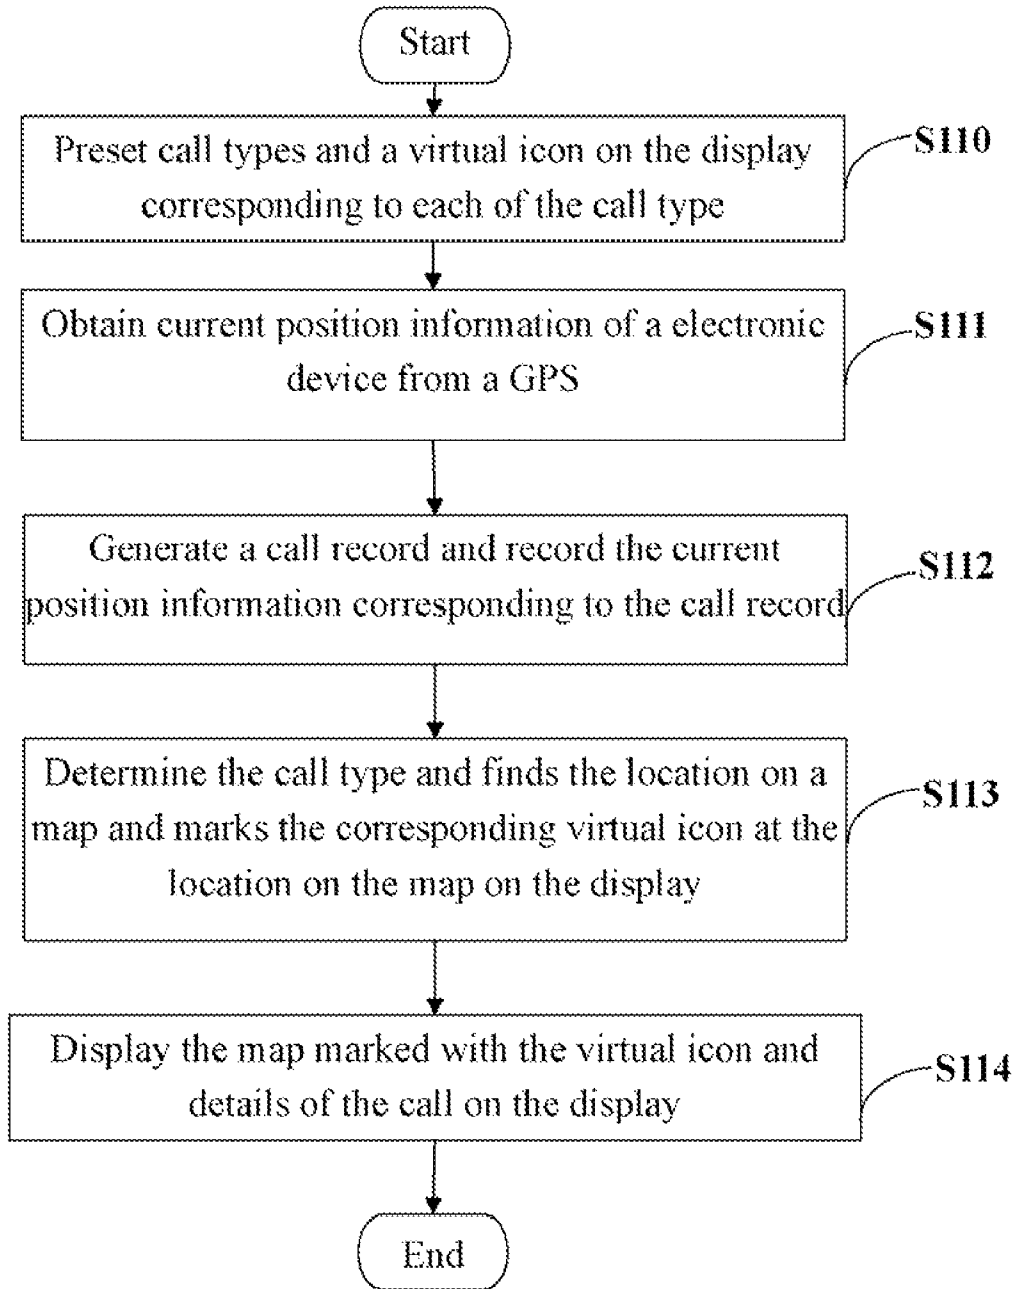 Start
Preset call types and a virtual icon on the display
corresponding to each of the call type
S110
Obtain current position information of a electronic
device from a GPS
S111
Generate a call record and record the current
position information corresponding to the call record
S112
Determine the call type and finds the location on a
map and marks the corresponding virtual icon at the
location on the map on the display
S113
Display the map marked with the virtual icon and
details of the call on the display
S114
End